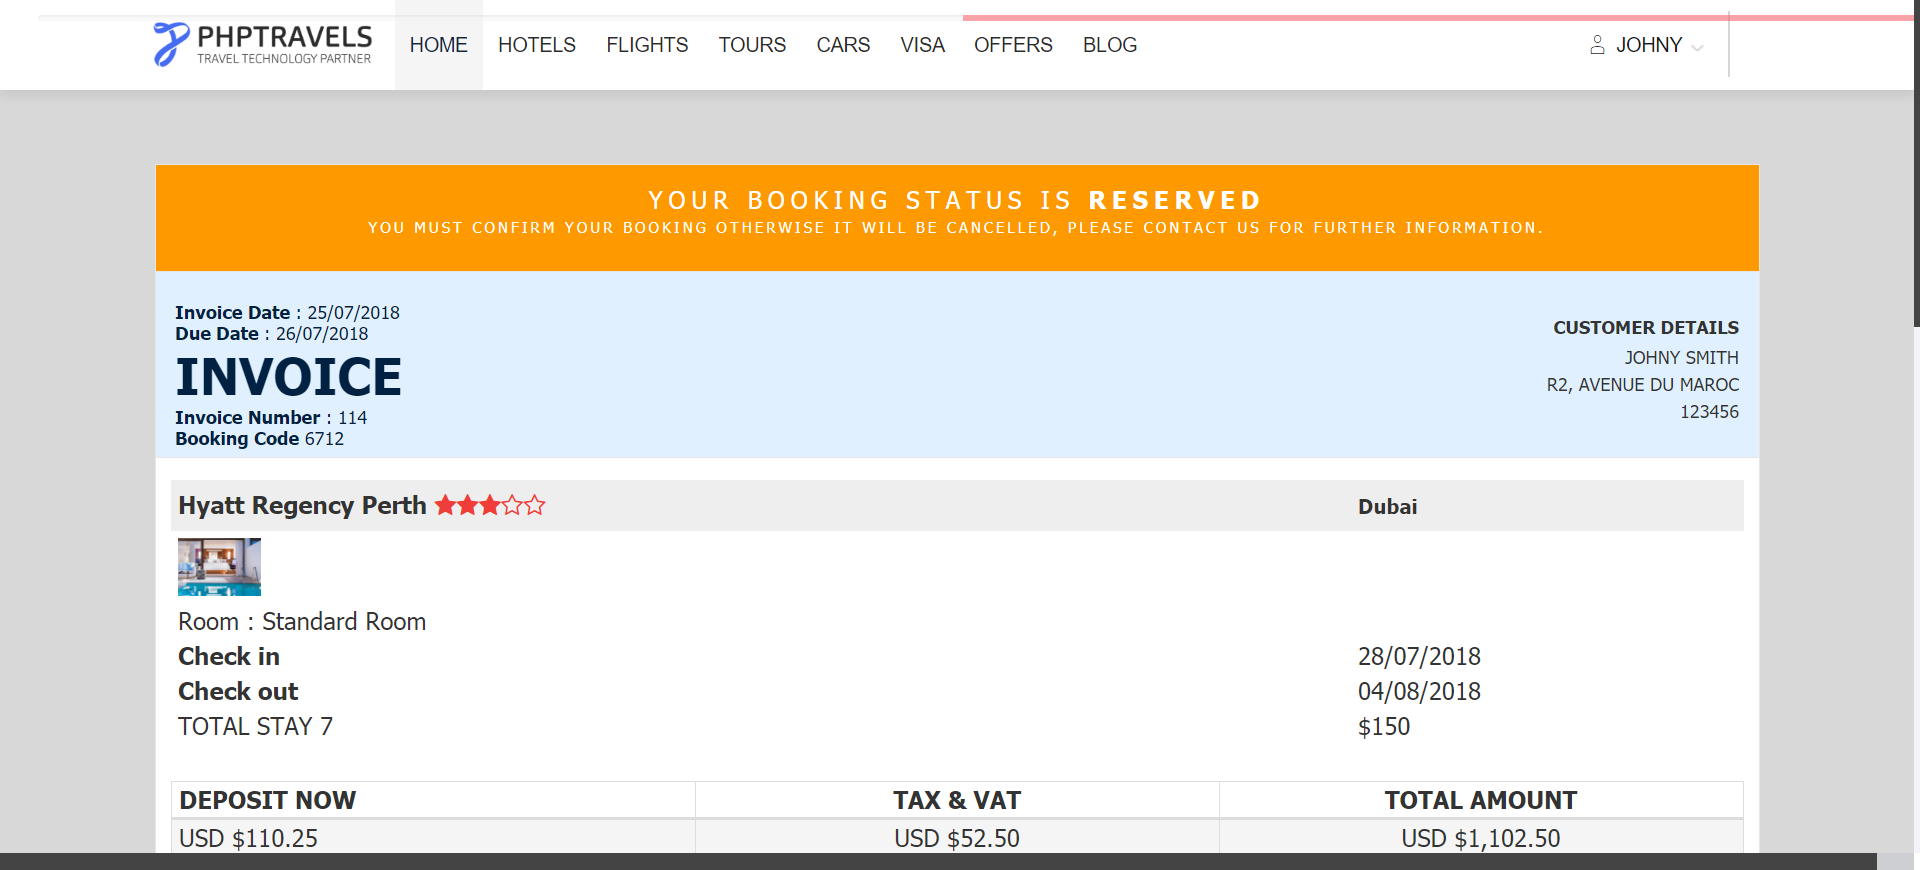 PHPTRAVELS
TRAVEL TECHNOLOGY PARTNER
HOME HOTELS FLIGHTS TOURS CARS VISA OFFERS BLOG JOHNY
YOUR BOOKING STATUS IS RESERVED
YOU MUST CONFIRM YOUR BOOKING OTHERWISE IT WILL BE CANCELLED, PLEASE CONTACT US FOR FURTHER INFORMATION.
Invoice Date : 25/07/2018
Due Date : 26/07/2018
INVOICE
Invoice Number : 114
Booking Code 6712
CUSTOMER DETAILS
JOHNY SMITH
R2, AVENUE DU MAROC
123456
Hyatt Regency Perth Dubai
Room : Standard Room
Check in 28/07/2018
Check out 04/08/2018
TOTAL STAY 7 $150
DEPOSIT NOW TAX & VAT TOTAL AMOUNT
USD $110.25 USD $52.50 USD $1,102.50